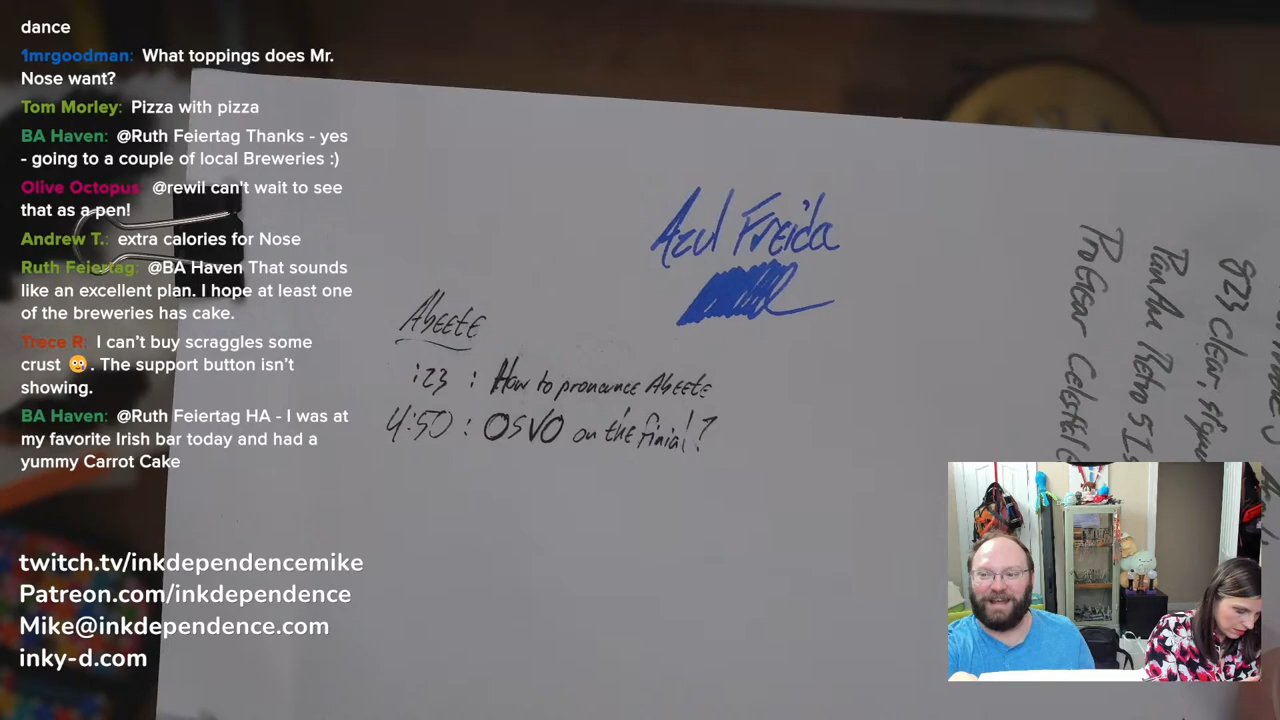 dance
1mrgoodman: What toppings does Mr.
Nose want?
Tom Morley: Pizza with pizza
BA Haven: @Ruth Feiertag Thanks - yes
- going to a couple of local Breweries :)
Olive Octopus: @rewil can't wait to see
that as a pen!
Andrew T.: extra calories for Nose
Ruth Feiertag: @BA Haven That sounds
like an excellent plan. I hope at least one
of the breweries has cake.
Trece R: I can’t buy scraggles some
crust 😳. The support button isn’t
showing.
BA Haven: @Ruth Feiertag HA - I was at
my favorite Irish bar today and had a
yummy Carrot Cake
twitch.tv/inkdependencemike
Patreon.com/inkdependence
Mike@inkdependence.com
inky-d.com
Azul Freida
Abeete
:23 : How to pronounce Abeete
4:50 : OSVO on the finial?
823 Clear,
Retro 51
ProGear Celestial